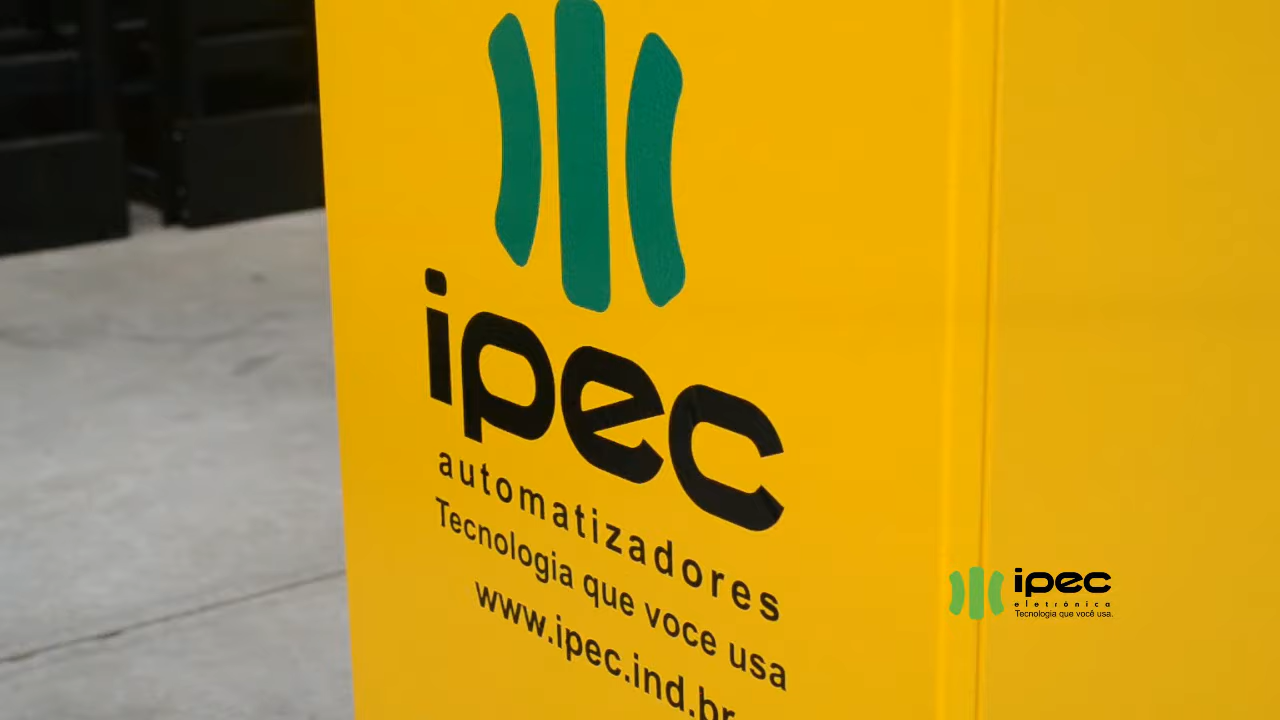 ipec
automatizadores
Tecnologia que voce usa
www.ipec.ind.br
ipec
eletrônica
Tecnologia que você usa.